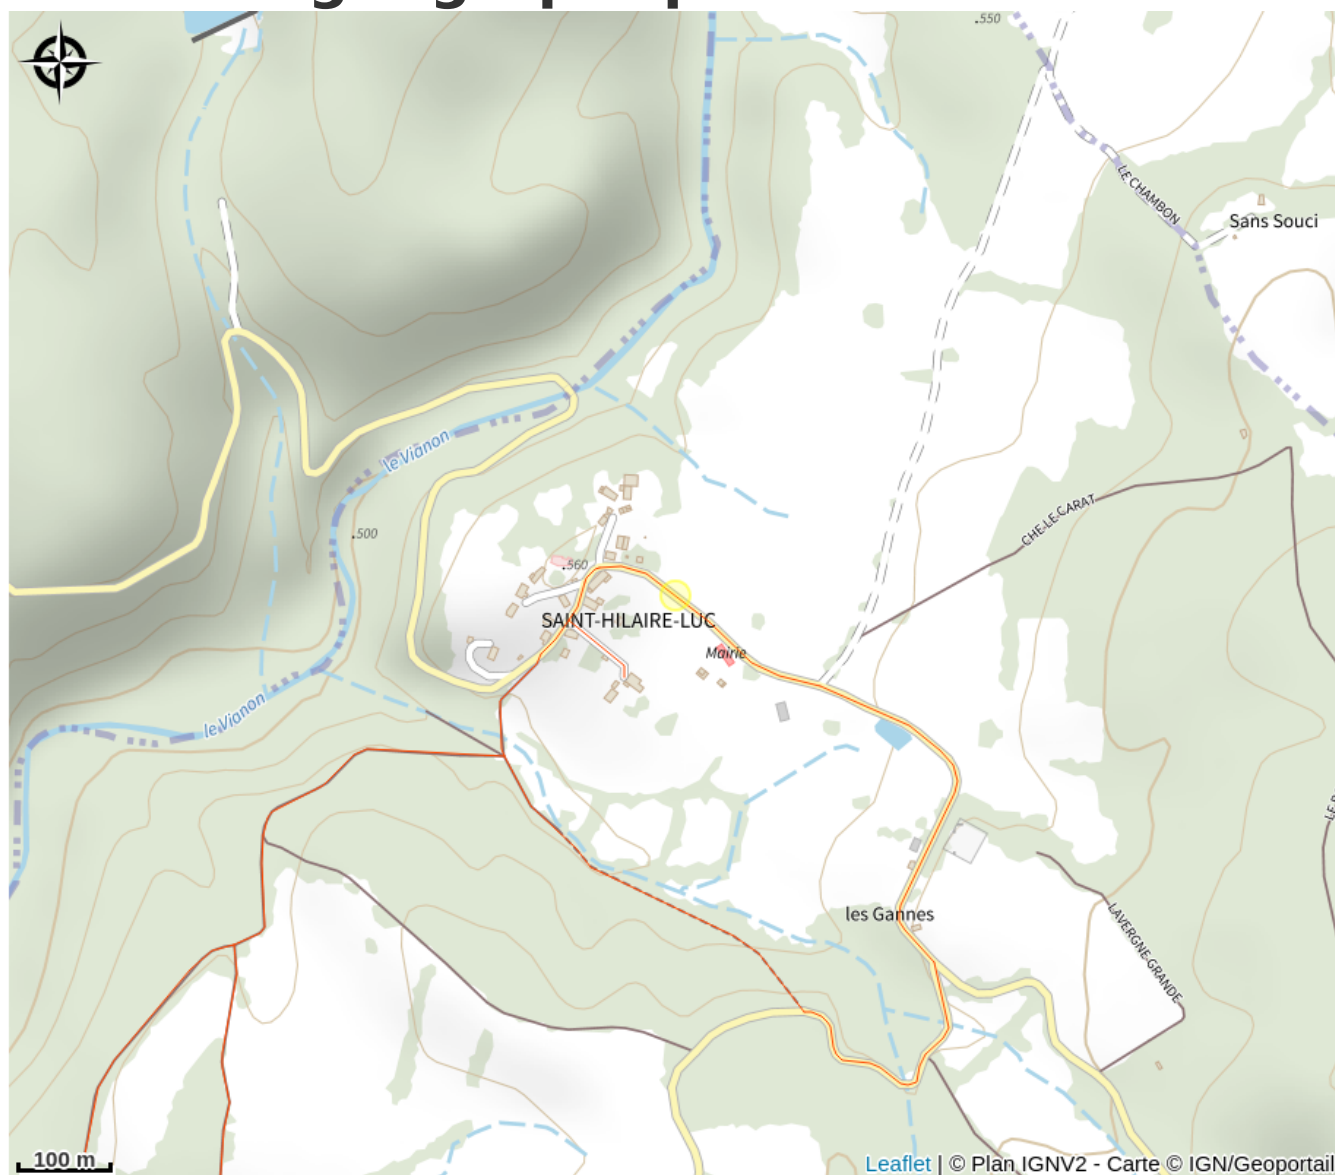 .550
LE CHAMBON
Sans Souci
le Vianon
CHE LE CARAT
.500
.560
SAINT-HILAIRE-LUC
Mairie
le Vianon
les Gannes
LAVERGNE-GRANDE
100 m
Leaflet | © Plan IGNV2 - Carte © IGN/Geoportail